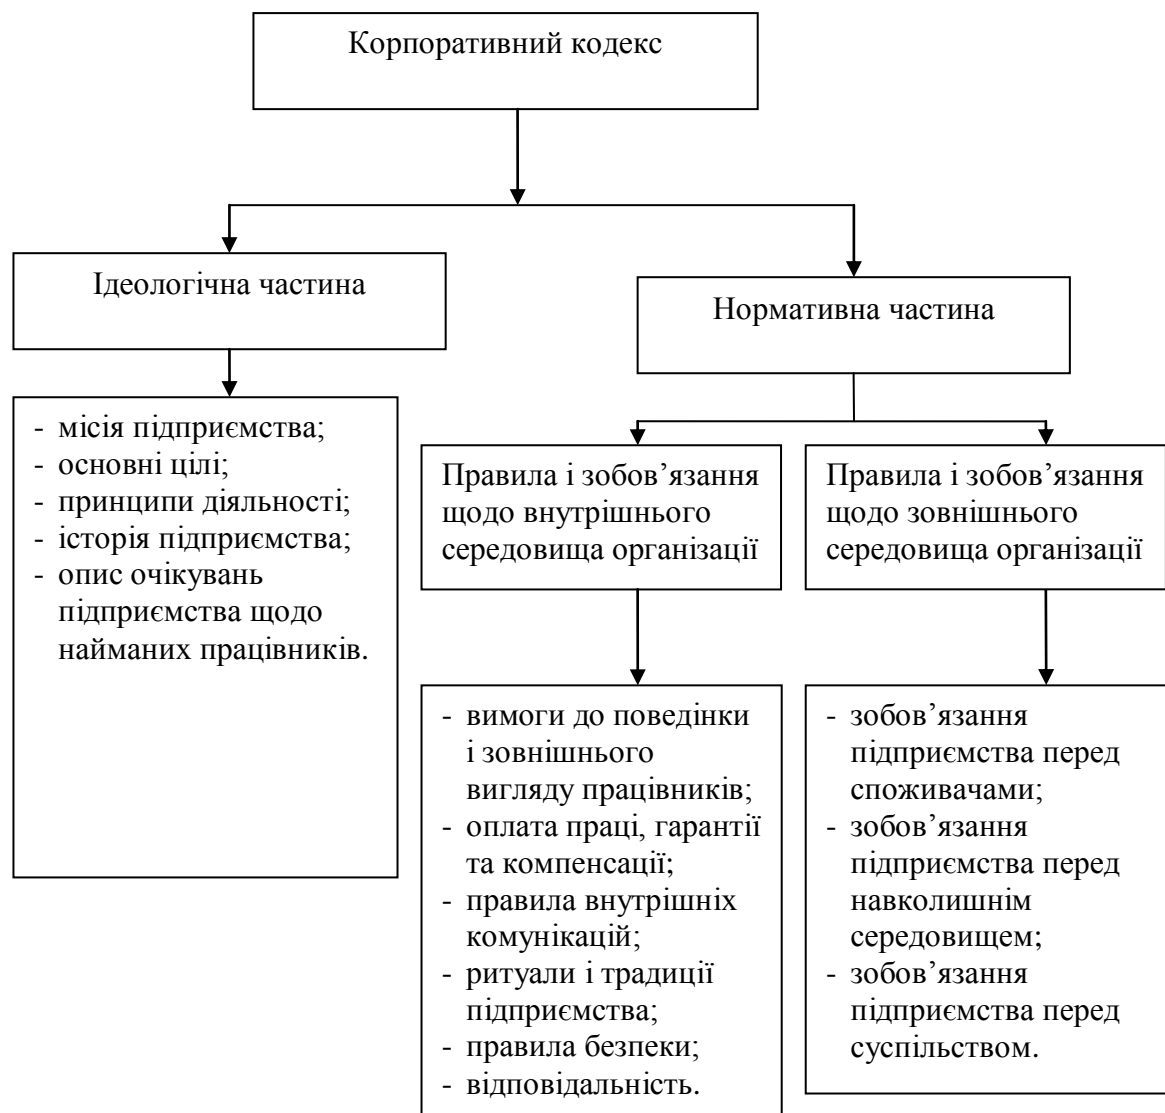 Корпоративний кодекс
Ідеологічна частина
Нормативна частина
- місія підприємства;
- основні цілі;
- принципи діяльності;
- історія підприємства;
- опис очікувань
підприємства щодо
найманих працівників.
Правила і зобов’язання
щодо внутрішнього
середовища організації
Правила і зобов’язання
щодо зовнішнього
середовища організації
- вимоги до поведінки
і зовнішнього
вигляду працівників;
- оплата праці, гарантії
та компенсації;
- правила внутрішніх
комунікацій;
- ритуали і традиції
підприємства;
- правила безпеки;
- відповідальність.
- зобов’язання
підприємства перед
споживачами;
- зобов’язання
підприємства перед
навколишнім
середовищем;
- зобов’язання
підприємства перед
суспільством.